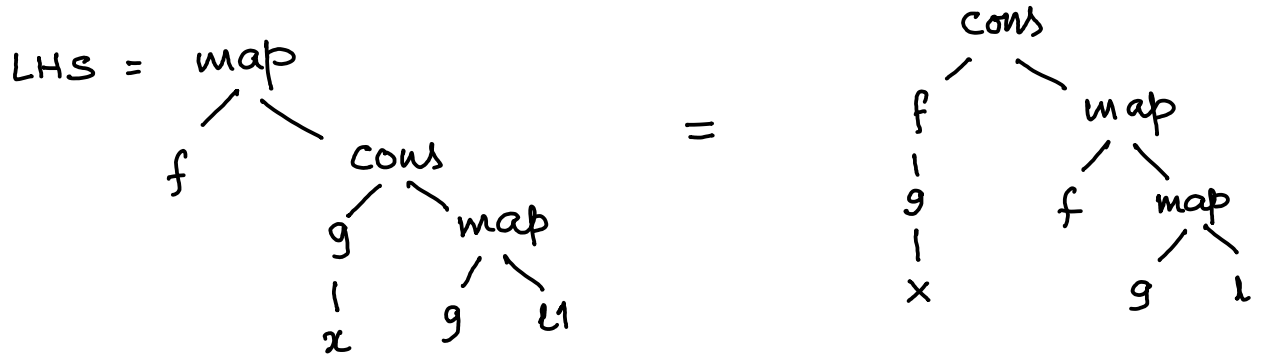 cons
LHS = map
f map
=
f cons
g f map
g map
x g l
x g l1